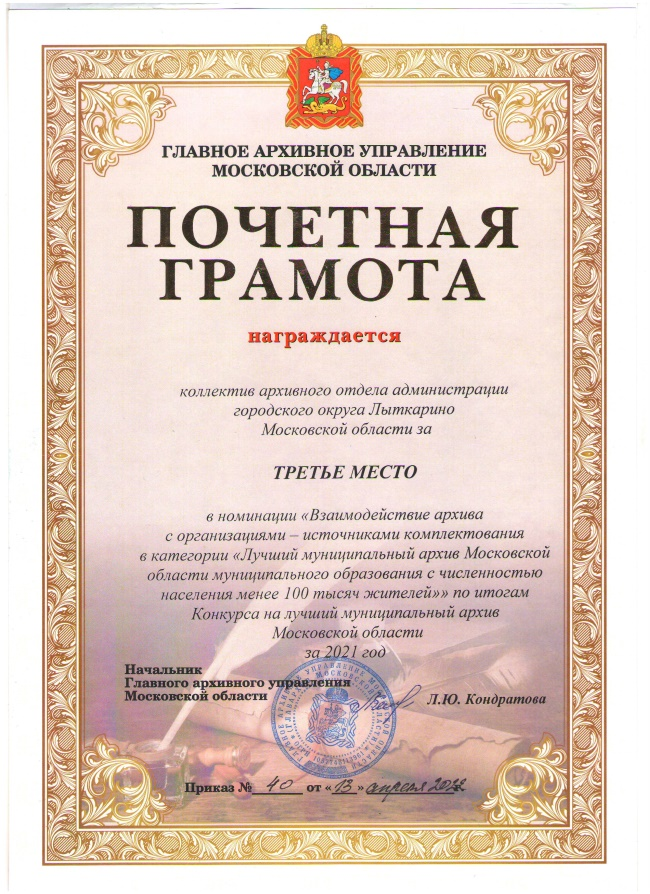 ГЛАВНОЕ АРХИВНОЕ УПРАВЛЕНИЕ
МОСКОВСКОЙ ОБЛАСТИ
ПОЧЕТНАЯ
ГРАМОТА
награждается
коллектив архивного отдела администрации
городского округа Лыткарино
Московской области за
ТРЕТЬЕ МЕСТО
в номинации «Взаимодействие архива
с организациями – источниками комплектования
в категории «Лучший муниципальный архив Московской
области муниципального образования с численностью
населения менее 100 тысяч жителей»» по итогам
Конкурса на лучший муниципальный архив
Московской области
за 2021 год
Начальник
Главного архивного управления
Московской области
Л.Ю. Кондратова
Приказ № 40 от «13» апреля 2022